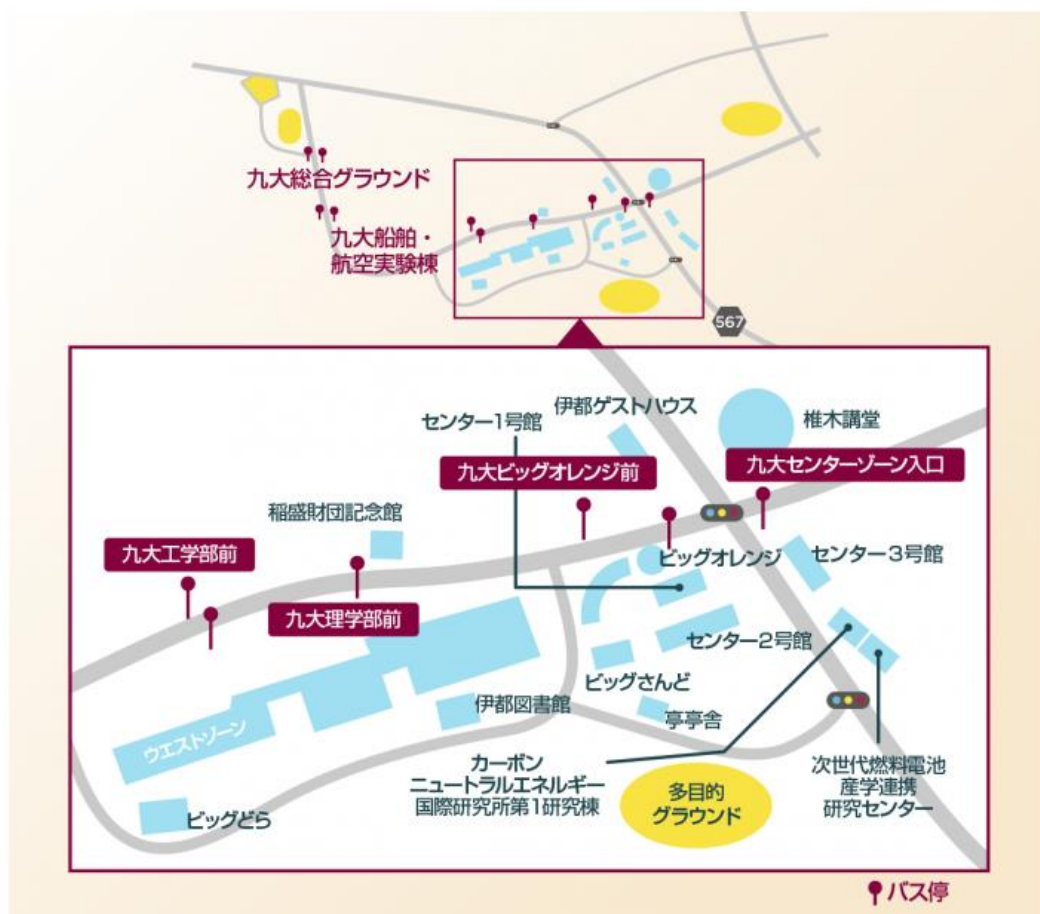 九大総合グラウンド
九大船舶・
航空実験棟
567
伊都ゲストハウス
センター1号館
椎木講堂
九大ビッグオレンジ前
九大センターゾーン入口
稲盛財団記念館
九大工学部前
ビッグオレンジ
センター3号館
九大理学部前
センター2号館
ビッグさんど
伊都図書館
亭亭舎
ウエストゾーン
カーボン
ニュートラルエネルギー
国際研究所第1研究棟
多目的
グラウンド
次世代燃料電池
産学連携
研究センター
ビッグどら
バス停